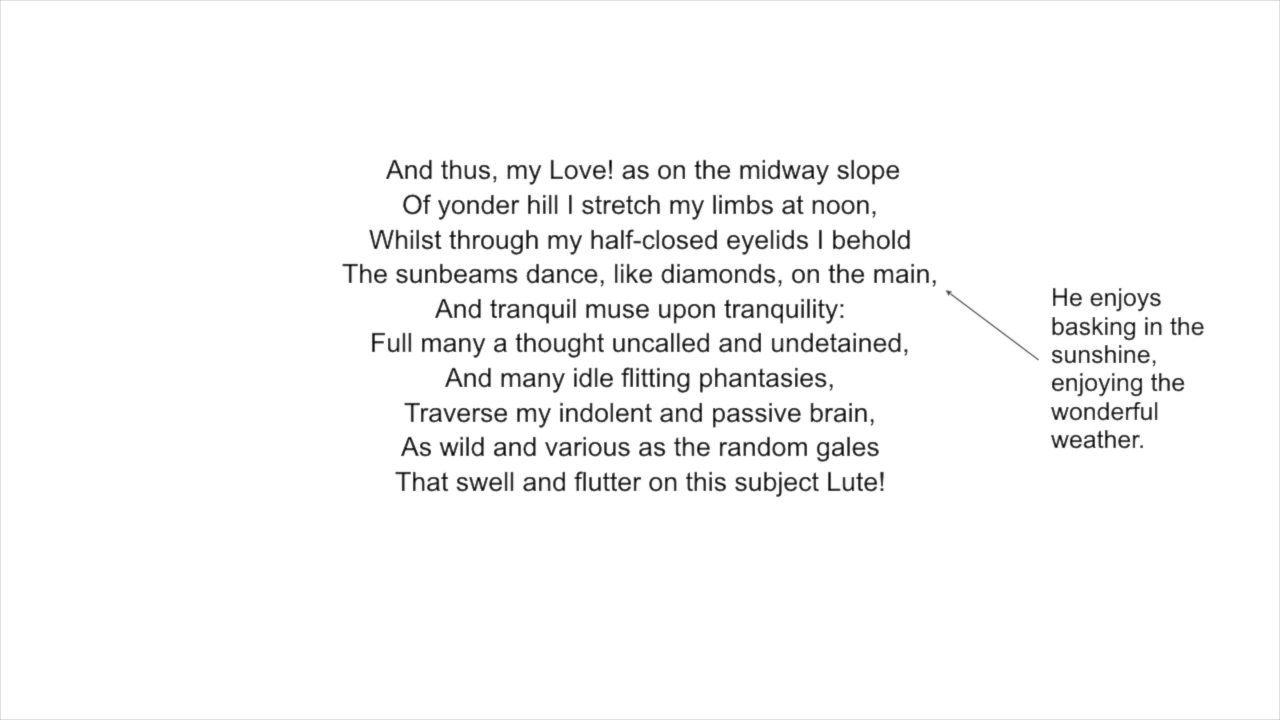 And thus, my Love! as on the midway slope
Of yonder hill I stretch my limbs at noon,
Whilst through my half-closed eyelids I behold
The sunbeams dance, like diamonds, on the main,
And tranquil muse upon tranquility:
Full many a thought uncalled and undetained,
And many idle flitting phantasies,
Traverse my indolent and passive brain,
As wild and various as the random gales
That swell and flutter on this subject Lute!
He enjoys
basking in the
sunshine,
enjoying the
wonderful
weather.